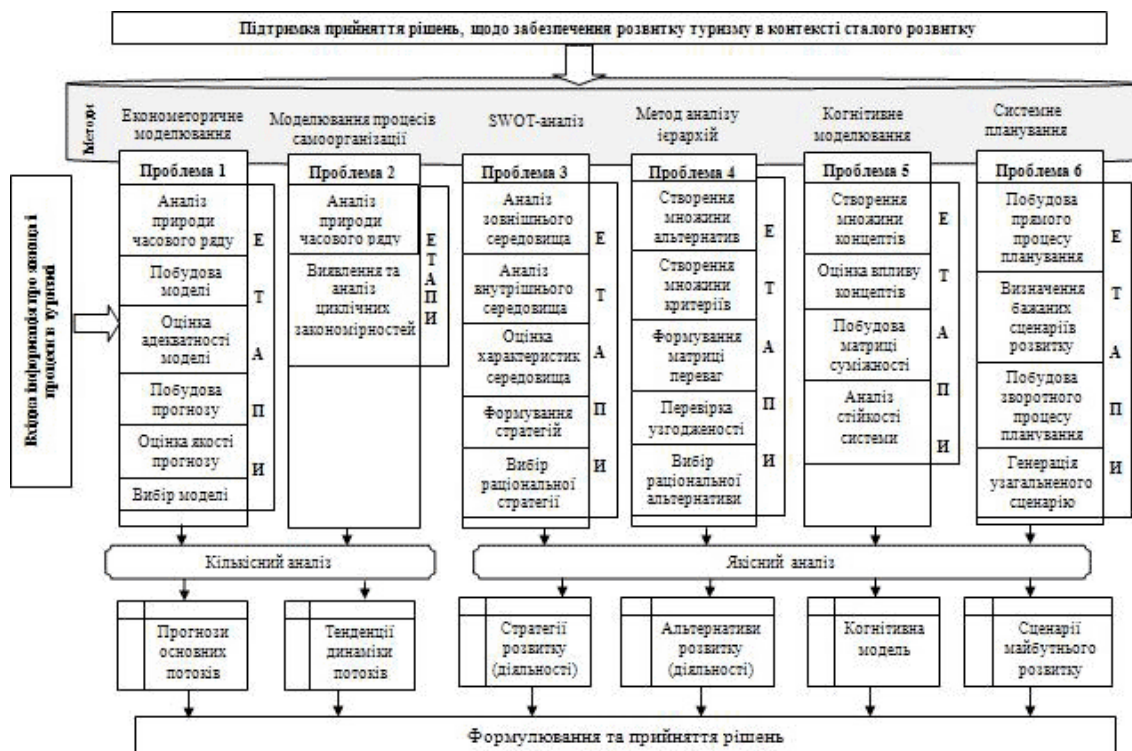 Підтримка прийняття рішень, щодо забезпечення розвитку туризму в контексті сталого розвитку
Методи
Економеторичне
моделювання
Моделювання процесів
самоорганізації
SWOT-аналіз
Метод аналізу
ієрархій
Когнітивне
моделювання
Системне
планування
Вхідна інформація про явища і
процеси в туризмі
Проблема 1
Аналіз
природи
часового ряду
Побудова
моделі
Оцінка
адекватності
моделі
Побудова
прогнозу
Оцінка якості
прогнозу
Вибір моделі
Е
Т
А
П
И
Проблема 2
Аналіз
природи
часового ряду
Виявлення та
аналіз
циклічних
закономірностей
Е
Т
А
П
И
Проблема 3
Аналіз
зовнішнього
середовища
Аналіз
внутрішнього
середовища
Оцінка
характеристик
середовища
Формування
стратегій
Вибір
раціональної
стратегії
Е
Т
А
П
И
Проблема 4
Створення
множини
альтернатив
Створення
множини
критеріїв
Формування
матриці
переваг
Перевірка
узгодженості
Вибір
раціональної
альтернативи
Е
Т
А
П
И
Проблема 5
Створення
множини
концептів
Оцінка впливу
концептів
Побудова
матриці
суміжності
Аналіз
стійкості
системи
Е
Т
А
П
И
Проблема 6
Побудова
прямого
процесу
планування
Визначення
бажаних
сценаріїв
розвитку
Побудова
зворотного
процесу
планування
Генерація
узагальненого
сценарію
Е
Т
А
П
И
Кількісний аналіз
Якісний аналіз
Прогнози
основних
потоків
Тенденції
динаміки
потоків
Стратегії
розвитку
(діяльності)
Альтернативи
розвитку
(діяльності)
Когнітивна
модель
Сценарії
майбутнього
розвитку
Формулювання та прийняття рішень